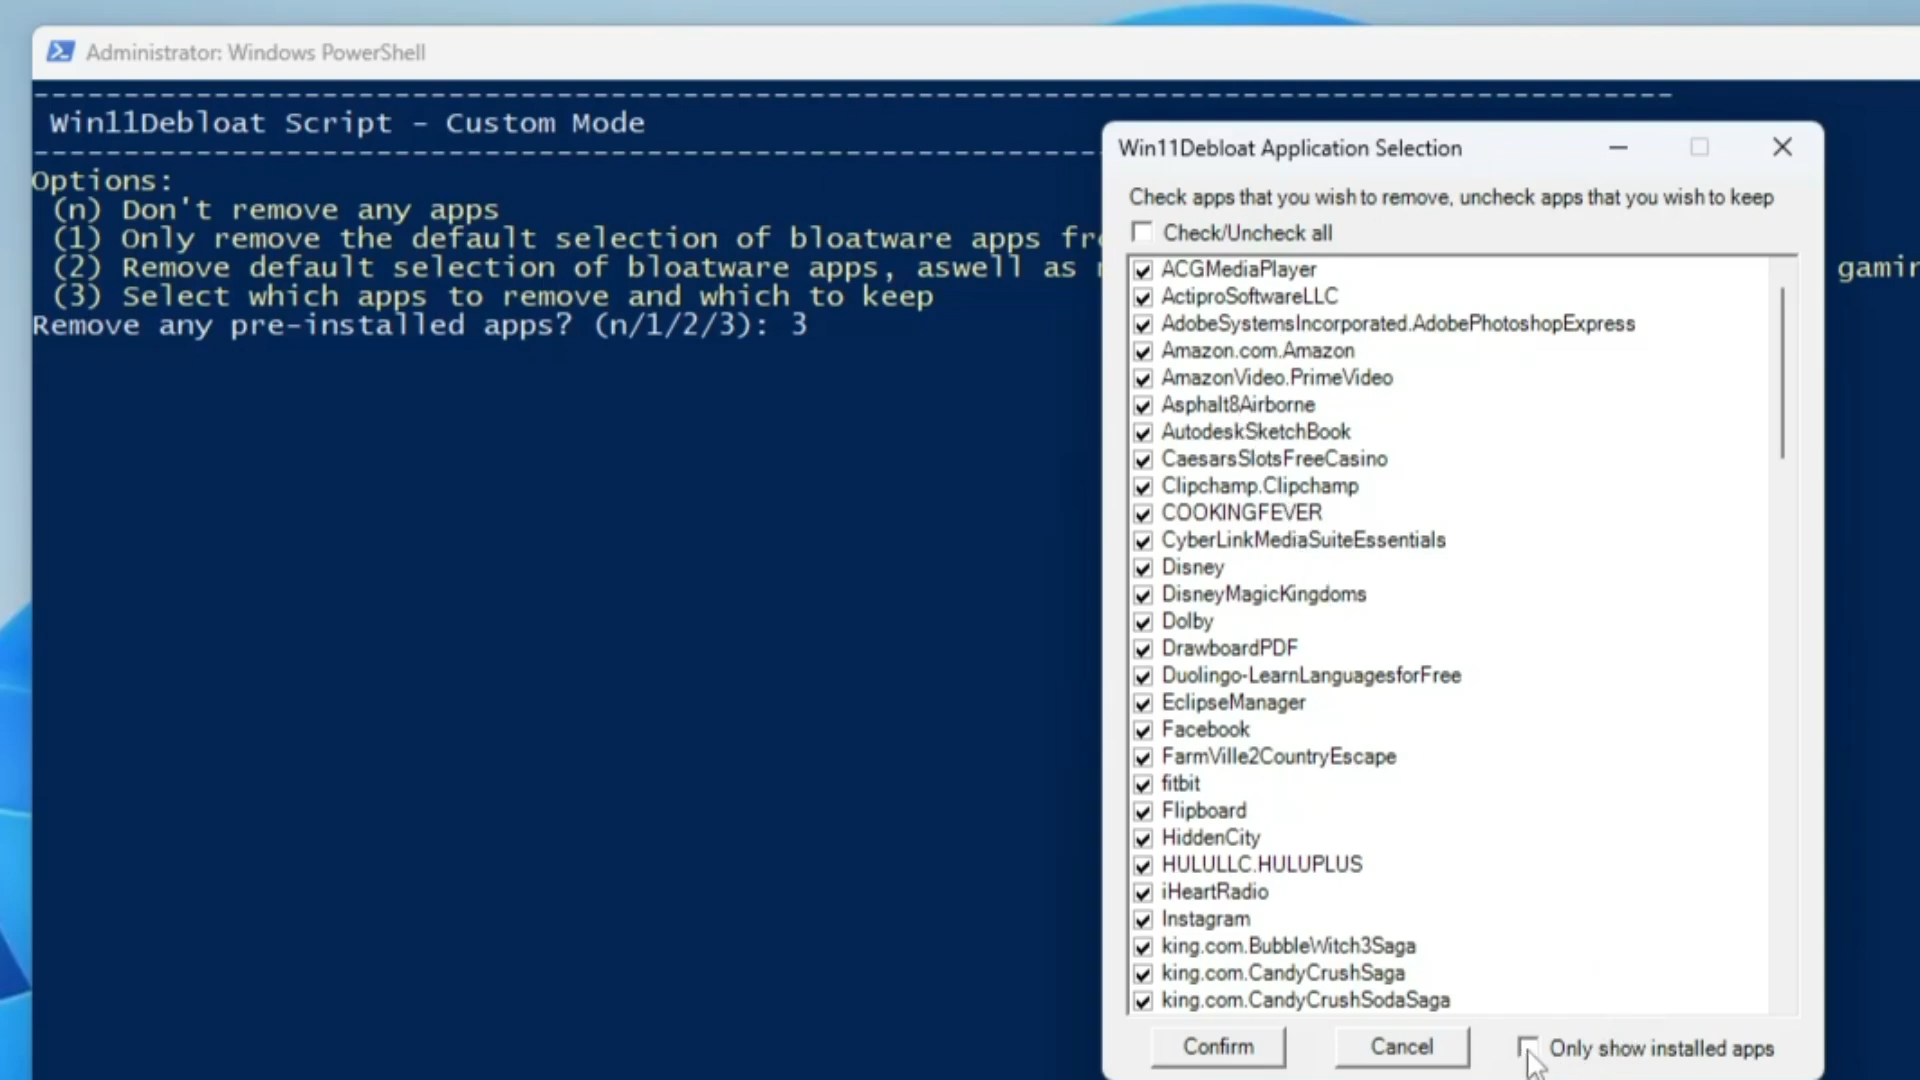 Administrator: Windows PowerShell
Win11Debloat Script - Custom Mode
Options:
(n) Don't remove any apps
(1) Only remove the default selection of bloatware apps
(2) Remove default selection of bloatware apps, aswell as
gamin
(3) Select which apps to remove and which to keep
Remove any pre-installed apps? (n/1/2/3): 3
Win11Debloat Application Selection
Check apps that you wish to remove, uncheck apps that you wish to keep
Check/Uncheck all
ACGMediaPlayer
ActiproSoftwareLLC
AdobeSystemsIncorporated.AdobePhotoshopExpress
Amazon.com.Amazon
AmazonVideo.PrimeVideo
Asphalt8Airborne
AutodeskSketchBook
CaesarsSlotsFreeCasino
Clipchamp.Clipchamp
COOKINGFEVER
CyberLinkMediaSuiteEssentials
Disney
DisneyMagicKingdoms
Dolby
DrawboardPDF
Duolingo-LearnLanguagesforFree
EclipseManager
Facebook
FarmVille2CountryEscape
fitbit
Flipboard
HiddenCity
HULULLC.HULUPLUS
iHeartRadio
Instagram
king.com.BubbleWitch3Saga
king.com.CandyCrushSaga
king.com.CandyCrushSodaSaga
Confirm
Cancel
Only show installed apps